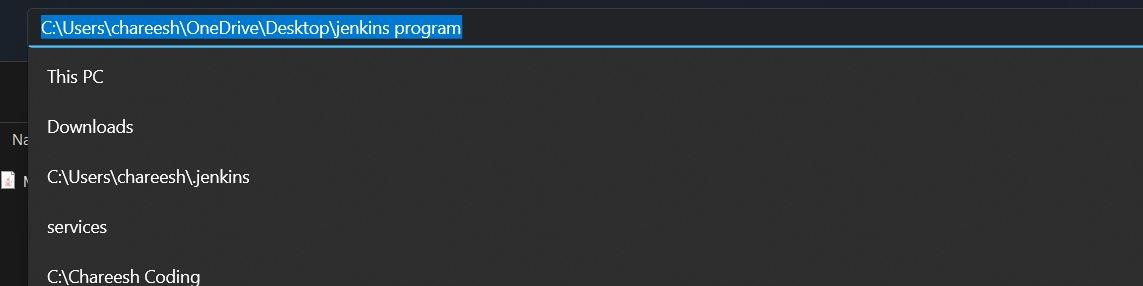 C:\Users\chareesh\OneDrive\Desktop\jenkins program
This PC
Downloads
C:\Users\chareesh\.jenkins
services
C:\Chareesh Coding